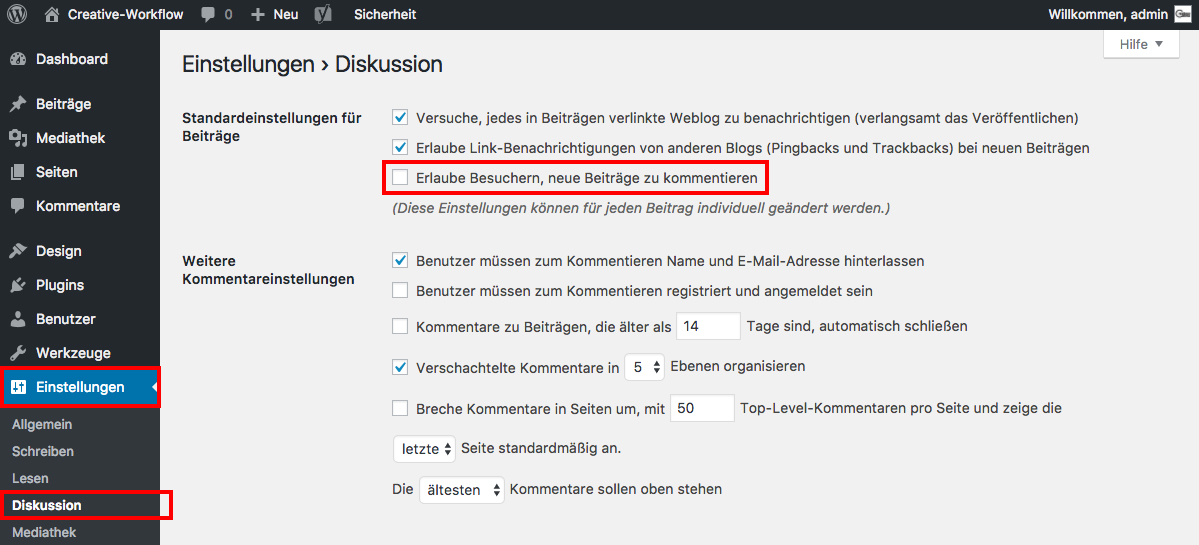 Creative-Workflow 0 Neu Sicherheit Willkommen, admin
Hilfe
Dashboard
Beiträge
Mediathek
Seiten
Kommentare
Design
Plugins
Benutzer
Werkzeuge
Einstellungen
Allgemein
Schreiben
Lesen
Diskussion
Mediathek
Einstellungen › Diskussion
Standardeinstellungen für
Beiträge
Versuche, jedes in Beiträgen verlinkte Weblog zu benachrichtigen (verlangsamt das Veröffentlichen)
Erlaube Link-Benachrichtigungen von anderen Blogs (Pingbacks und Trackbacks) bei neuen Beiträgen
Erlaube Besuchern, neue Beiträge zu kommentieren
(Diese Einstellungen können für jeden Beitrag individuell geändert werden.)
Weitere
Kommentareinstellungen
Benutzer müssen zum Kommentieren Name und E-Mail-Adresse hinterlassen
Benutzer müssen zum Kommentieren registriert und angemeldet sein
Kommentare zu Beiträgen, die älter als 14 Tage sind, automatisch schließen
Verschachtelte Kommentare in 5 Ebenen organisieren
Breche Kommentare in Seiten um, mit 50 Top-Level-Kommentaren pro Seite und zeige die
letzte Seite standardmäßig an.
Die ältesten Kommentare sollen oben stehen